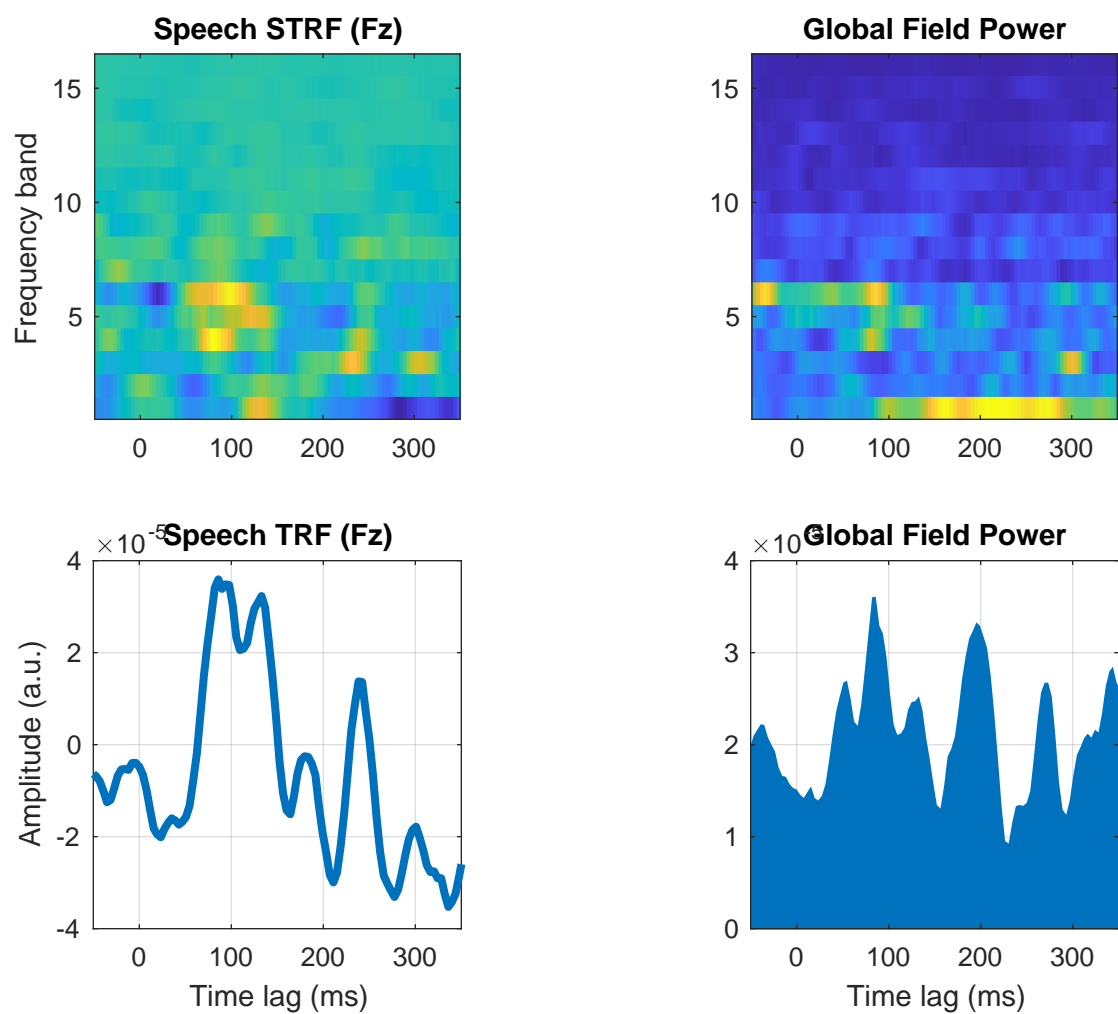 Speech STRF (Fz)
Frequency band
15
10
5
0 100 200 300
Global Field Power
15
10
5
0 100 200 300
Speech TRF (Fz)
×10-5
Amplitude (a.u.)
4
2
0
-2
-4
0 100 200 300
Time lag (ms)
Global Field Power
×10-5
4
3
2
1
0
0 100 200 300
Time lag (ms)